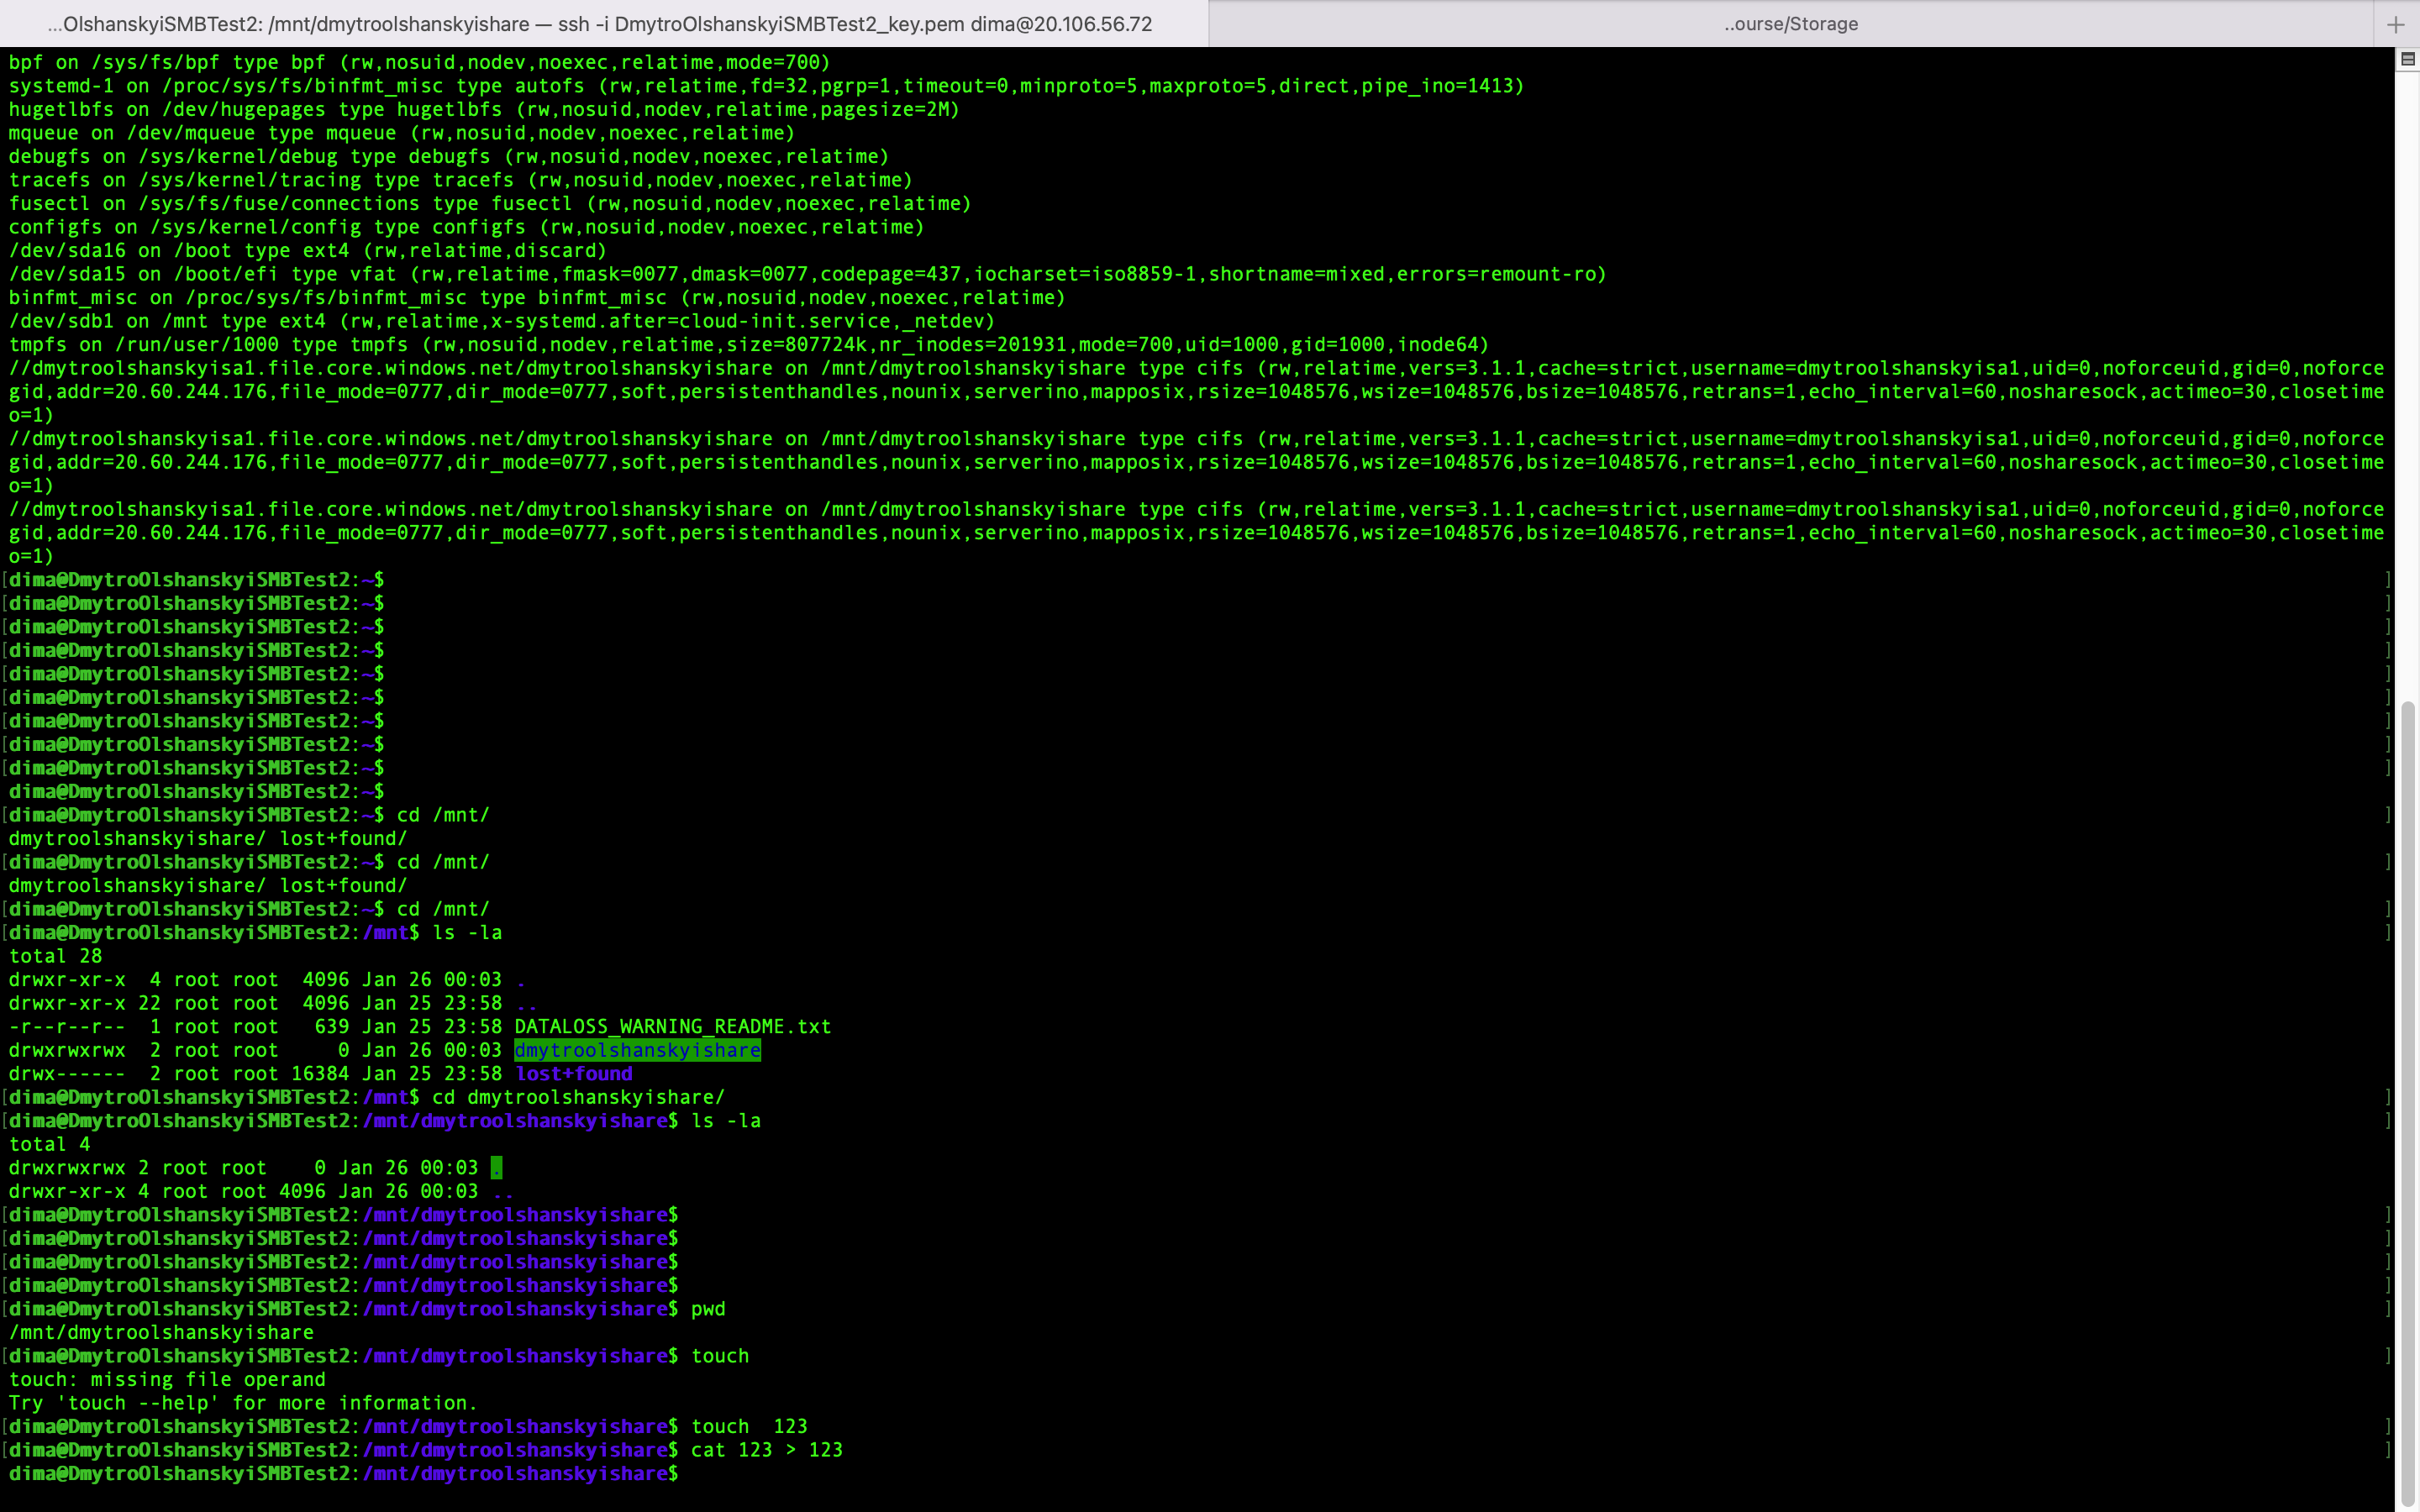 ...OlshanskyiSMBTest2: /mnt/dmytroolshanskyishare — ssh -i DmytroOlshanskyiSMBTest2_key.pem dima@20.106.56.72
..ourse/Storage
bpf on /sys/fs/bpf type bpf (rw,nosuid,nodev,noexec,relatime,mode=700)
systemd-1 on /proc/sys/fs/binfmt_misc type autofs (rw,relatime,fd=32,pgrp=1,timeout=0,minproto=5,maxproto=5,direct,pipe_ino=1413)
hugetlbfs on /dev/hugepages type hugetlbfs (rw,nosuid,nodev,relatime,pagesize=2M)
mqueue on /dev/mqueue type mqueue (rw,nosuid,nodev,noexec,relatime)
debugfs on /sys/kernel/debug type debugfs (rw,nosuid,nodev,noexec,relatime)
tracefs on /sys/kernel/tracing type tracefs (rw,nosuid,nodev,noexec,relatime)
fusectl on /sys/fs/fuse/connections type fusectl (rw,nosuid,nodev,noexec,relatime)
configfs on /sys/kernel/config type configfs (rw,nosuid,nodev,noexec,relatime)
/dev/sda16 on /boot type ext4 (rw,relatime,discard)
/dev/sda15 on /boot/efi type vfat (rw,relatime,fmask=0077,dmask=0077,codepage=437,iocharset=iso8859-1,shortname=mixed,errors=remount-ro)
binfmt_misc on /proc/sys/fs/binfmt_misc type binfmt_misc (rw,nosuid,nodev,noexec,relatime)
/dev/sdb1 on /mnt type ext4 (rw,relatime,x-systemd.after=cloud-init.service,_netdev)
tmpfs on /run/user/1000 type tmpfs (rw,nosuid,nodev,relatime,size=807724k,nr_inodes=201931,mode=700,uid=1000,gid=1000,inode64)
//dmytroolshanskyisa1.file.core.windows.net/dmytroolshanskyishare on /mnt/dmytroolshanskyishare type cifs (rw,relatime,vers=3.1.1,cache=strict,username=dmytroolshanskyisa1,uid=0,noforceuid,gid=0,noforce
gid,addr=20.60.244.176,file_mode=0777,dir_mode=0777,soft,persistenthandles,nounix,serverino,mapposix,rsize=1048576,wsize=1048576,bsize=1048576,retrans=1,echo_interval=60,nosharesock,actimeo=30,closetime
o=1)
//dmytroolshanskyisa1.file.core.windows.net/dmytroolshanskyishare on /mnt/dmytroolshanskyishare type cifs (rw,relatime,vers=3.1.1,cache=strict,username=dmytroolshanskyisa1,uid=0,noforceuid,gid=0,noforce
gid,addr=20.60.244.176,file_mode=0777,dir_mode=0777,soft,persistenthandles,nounix,serverino,mapposix,rsize=1048576,wsize=1048576,bsize=1048576,retrans=1,echo_interval=60,nosharesock,actimeo=30,closetime
o=1)
//dmytroolshanskyisa1.file.core.windows.net/dmytroolshanskyishare on /mnt/dmytroolshanskyishare type cifs (rw,relatime,vers=3.1.1,cache=strict,username=dmytroolshanskyisa1,uid=0,noforceuid,gid=0,noforce
gid,addr=20.60.244.176,file_mode=0777,dir_mode=0777,soft,persistenthandles,nounix,serverino,mapposix,rsize=1048576,wsize=1048576,bsize=1048576,retrans=1,echo_interval=60,nosharesock,actimeo=30,closetime
o=1)
[dima@DmytroOlshanskyiSMBTest2:~$ ]
[dima@DmytroOlshanskyiSMBTest2:~$ ]
[dima@DmytroOlshanskyiSMBTest2:~$ ]
[dima@DmytroOlshanskyiSMBTest2:~$ ]
[dima@DmytroOlshanskyiSMBTest2:~$ ]
[dima@DmytroOlshanskyiSMBTest2:~$ ]
[dima@DmytroOlshanskyiSMBTest2:~$ ]
[dima@DmytroOlshanskyiSMBTest2:~$ ]
[dima@DmytroOlshanskyiSMBTest2:~$ ]
dima@DmytroOlshanskyiSMBTest2:~$
[dima@DmytroOlshanskyiSMBTest2:~$ cd /mnt/ ]
dmytroolshanskyishare/ lost+found/
[dima@DmytroOlshanskyiSMBTest2:~$ cd /mnt/ ]
dmytroolshanskyishare/ lost+found/
[dima@DmytroOlshanskyiSMBTest2:~$ cd /mnt/ ]
[dima@DmytroOlshanskyiSMBTest2:/mnt$ ls -la ]
total 28
drwxr-xr-x  4 root root  4096 Jan 26 00:03 .
drwxr-xr-x 22 root root  4096 Jan 25 23:58 ..
-r--r--r--  1 root root   639 Jan 25 23:58 DATALOSS_WARNING_README.txt
drwxrwxrwx  2 root root     0 Jan 26 00:03 dmytroolshanskyishare
drwx------  2 root root 16384 Jan 25 23:58 lost+found
[dima@DmytroOlshanskyiSMBTest2:/mnt$ cd dmytroolshanskyishare/ ]
[dima@DmytroOlshanskyiSMBTest2:/mnt/dmytroolshanskyishare$ ls -la ]
total 4
drwxrwxrwx 2 root root    0 Jan 26 00:03 .
drwxr-xr-x 4 root root 4096 Jan 26 00:03 ..
[dima@DmytroOlshanskyiSMBTest2:/mnt/dmytroolshanskyishare$ ]
[dima@DmytroOlshanskyiSMBTest2:/mnt/dmytroolshanskyishare$ ]
[dima@DmytroOlshanskyiSMBTest2:/mnt/dmytroolshanskyishare$ ]
[dima@DmytroOlshanskyiSMBTest2:/mnt/dmytroolshanskyishare$ ]
[dima@DmytroOlshanskyiSMBTest2:/mnt/dmytroolshanskyishare$ pwd ]
/mnt/dmytroolshanskyishare
[dima@DmytroOlshanskyiSMBTest2:/mnt/dmytroolshanskyishare$ touch ]
touch: missing file operand
Try 'touch --help' for more information.
[dima@DmytroOlshanskyiSMBTest2:/mnt/dmytroolshanskyishare$ touch  123 ]
[dima@DmytroOlshanskyiSMBTest2:/mnt/dmytroolshanskyishare$ cat 123 > 123 ]
dima@DmytroOlshanskyiSMBTest2:/mnt/dmytroolshanskyishare$